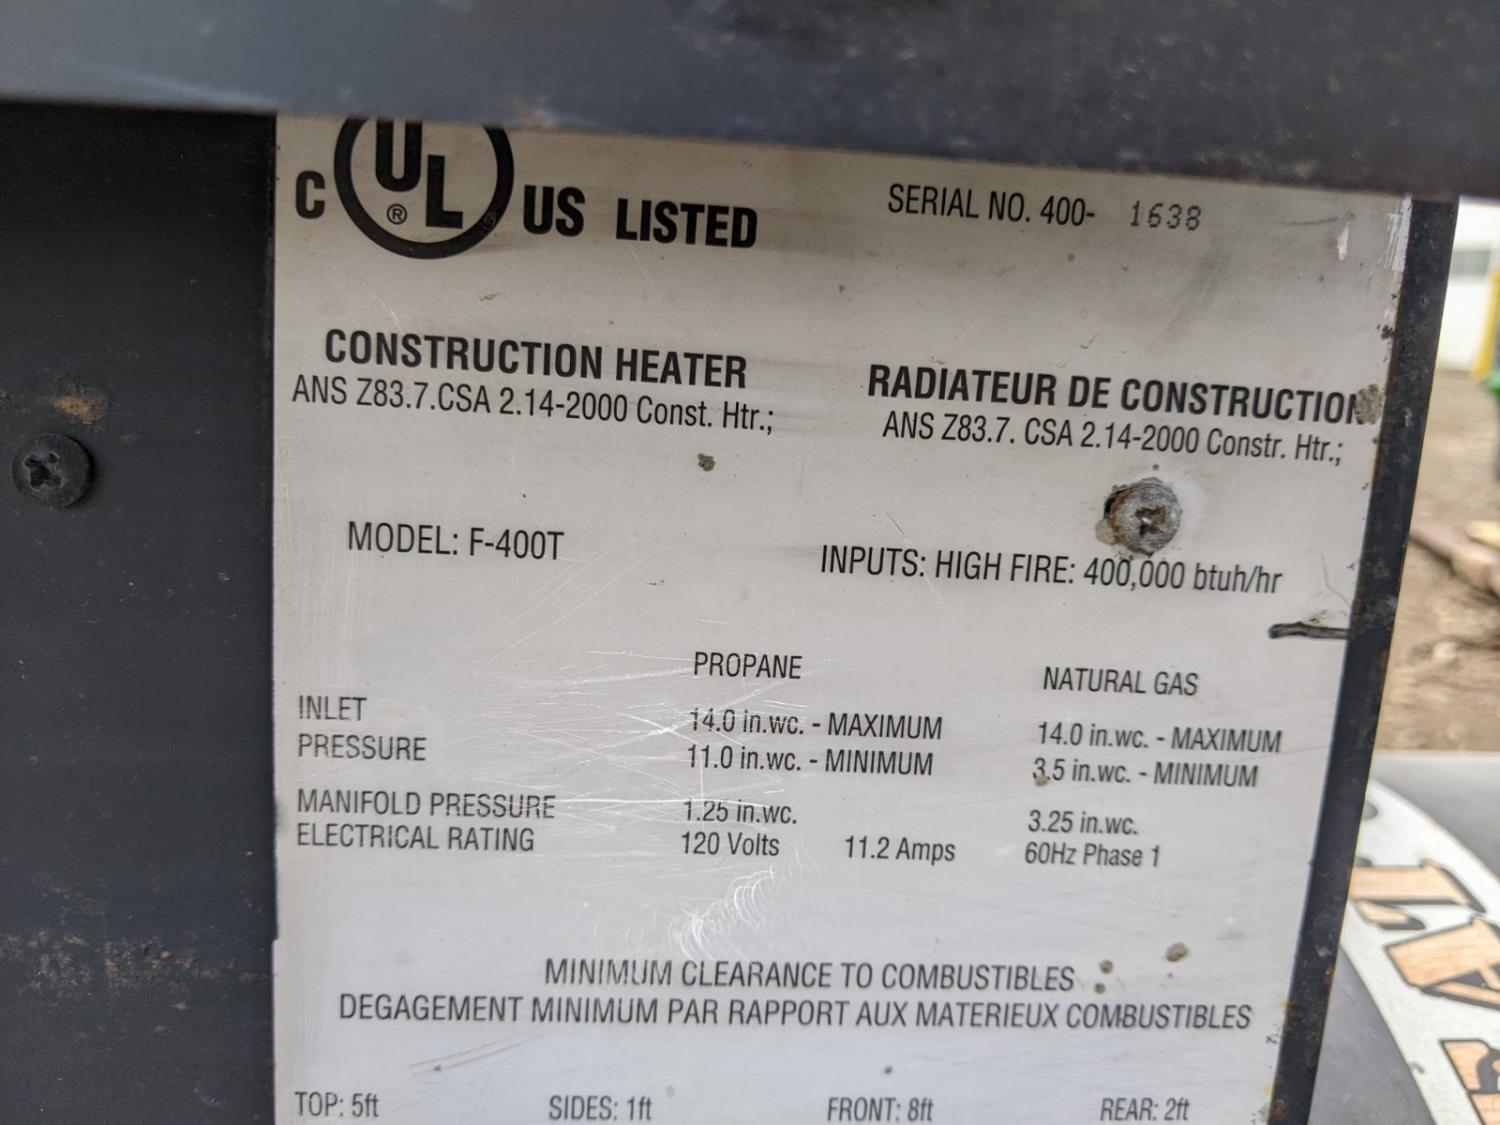 C UL ® US LISTED
SERIAL NO. 400- 1638
CONSTRUCTION HEATER
ANS Z83.7.CSA 2.14-2000 Const. Htr.;
RADIATEUR DE CONSTRUCTION
ANS Z83.7. CSA 2.14-2000 Constr. Htr.;
MODEL: F-400T
INPUTS: HIGH FIRE: 400,000 btuh/hr
PROPANE NATURAL GAS
INLET 14.0 in.wc. - MAXIMUM 14.0 in.wc. - MAXIMUM
PRESSURE 11.0 in.wc. - MINIMUM 3.5 in.wc. - MINIMUM
MANIFOLD PRESSURE 1.25 in.wc. 3.25 in.wc.
ELECTRICAL RATING 120 Volts 11.2 Amps 60Hz Phase 1
MINIMUM CLEARANCE TO COMBUSTIBLES
DEGAGEMENT MINIMUM PAR RAPPORT AUX MATERIEUX COMBUSTIBLES
TOP: 5ft SIDES: 1ft FRONT: 8ft REAR: 2ft